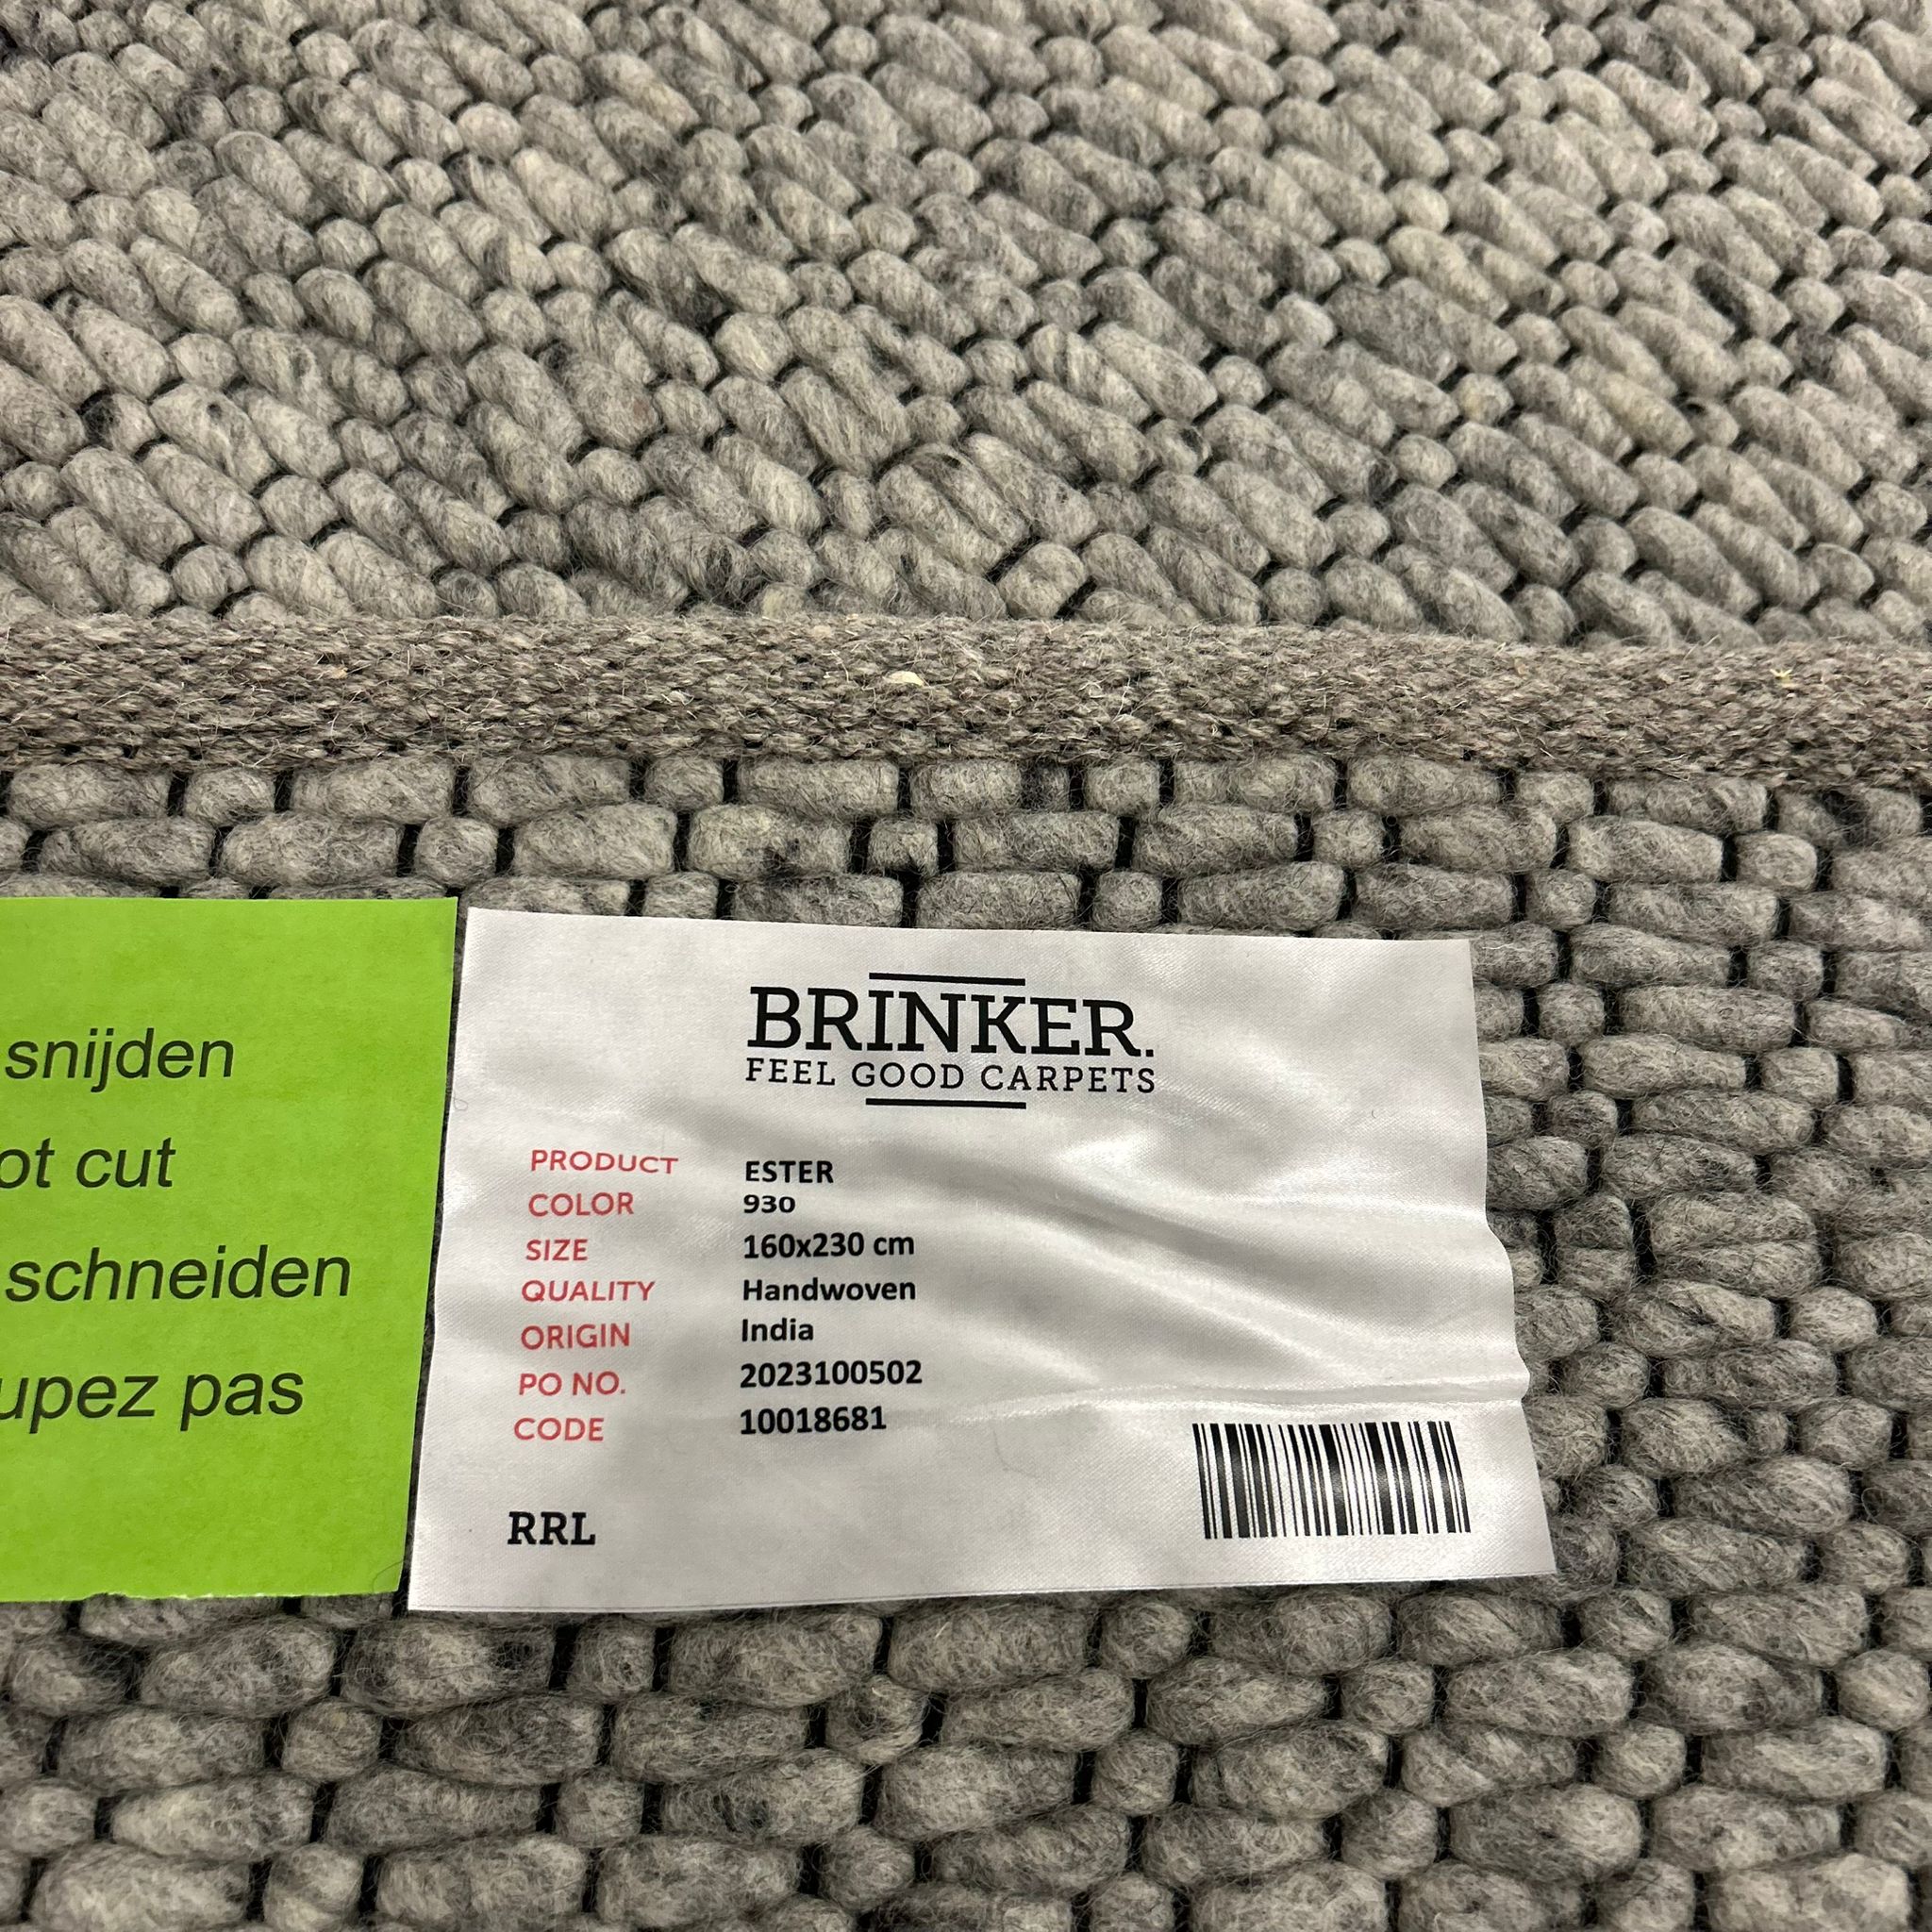 snijden
ot cut
schneiden
upez pas
BRINKER.
FEEL GOOD CARPETS
PRODUCT ESTER
COLOR 930
SIZE 160x230 cm
QUALITY Handwoven
ORIGIN India
PO NO. 2023100502
CODE 10018681
RRL